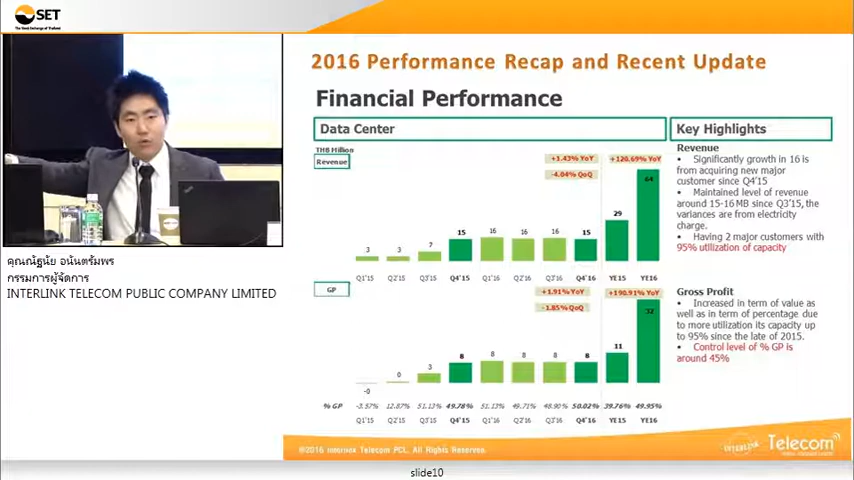 SET
The Stock Exchange of Thailand
2016 Performance Recap and Recent Update
Financial Performance
Data Center
Key Highlights
THB Million
Revenue
+1.43% YoY
+120.69% YoY
-4.04% QoQ
3 3 7 15 16 16 16 15 29 64
Q1'15 Q2'15 Q3'15 Q4'15 Q1'16 Q2'16 Q3'16 Q4'16 YE15 YE16
GP
+1.91% YoY
+190.91% YoY
-1.85% QoQ
-0 0 3 8 8 8 8 8 11 32
% GP -3.57% 12.87% 51.13% 49.78% 51.13% 49.71% 48.90% 50.02% 39.76% 49.95%
Q1'15 Q2'15 Q3'15 Q4'15 Q1'16 Q2'16 Q3'16 Q4'16 YE15 YE16
Revenue
• Significantly growth in 16 is
from acquiring new major
customer since Q4'15
• Maintained level of revenue
around 15-16 MB since Q3'15, the
variances are from electricity
charge.
• Having 2 major customers with
95% utilization of capacity
Gross Profit
• Increased in term of value as
well as in term of percentage due
to more utilization its capacity up
to 95% since the late of 2015.
• Control level of % GP is
around 45%
คุณณัฐนัย อนันตรัมพร
กรรมการผู้จัดการ
INTERLINK TELECOM PUBLIC COMPANY LIMITED
©2016 Interlink Telecom PCL. All Rights Reserved.
INTERLINK Telecom
slide10